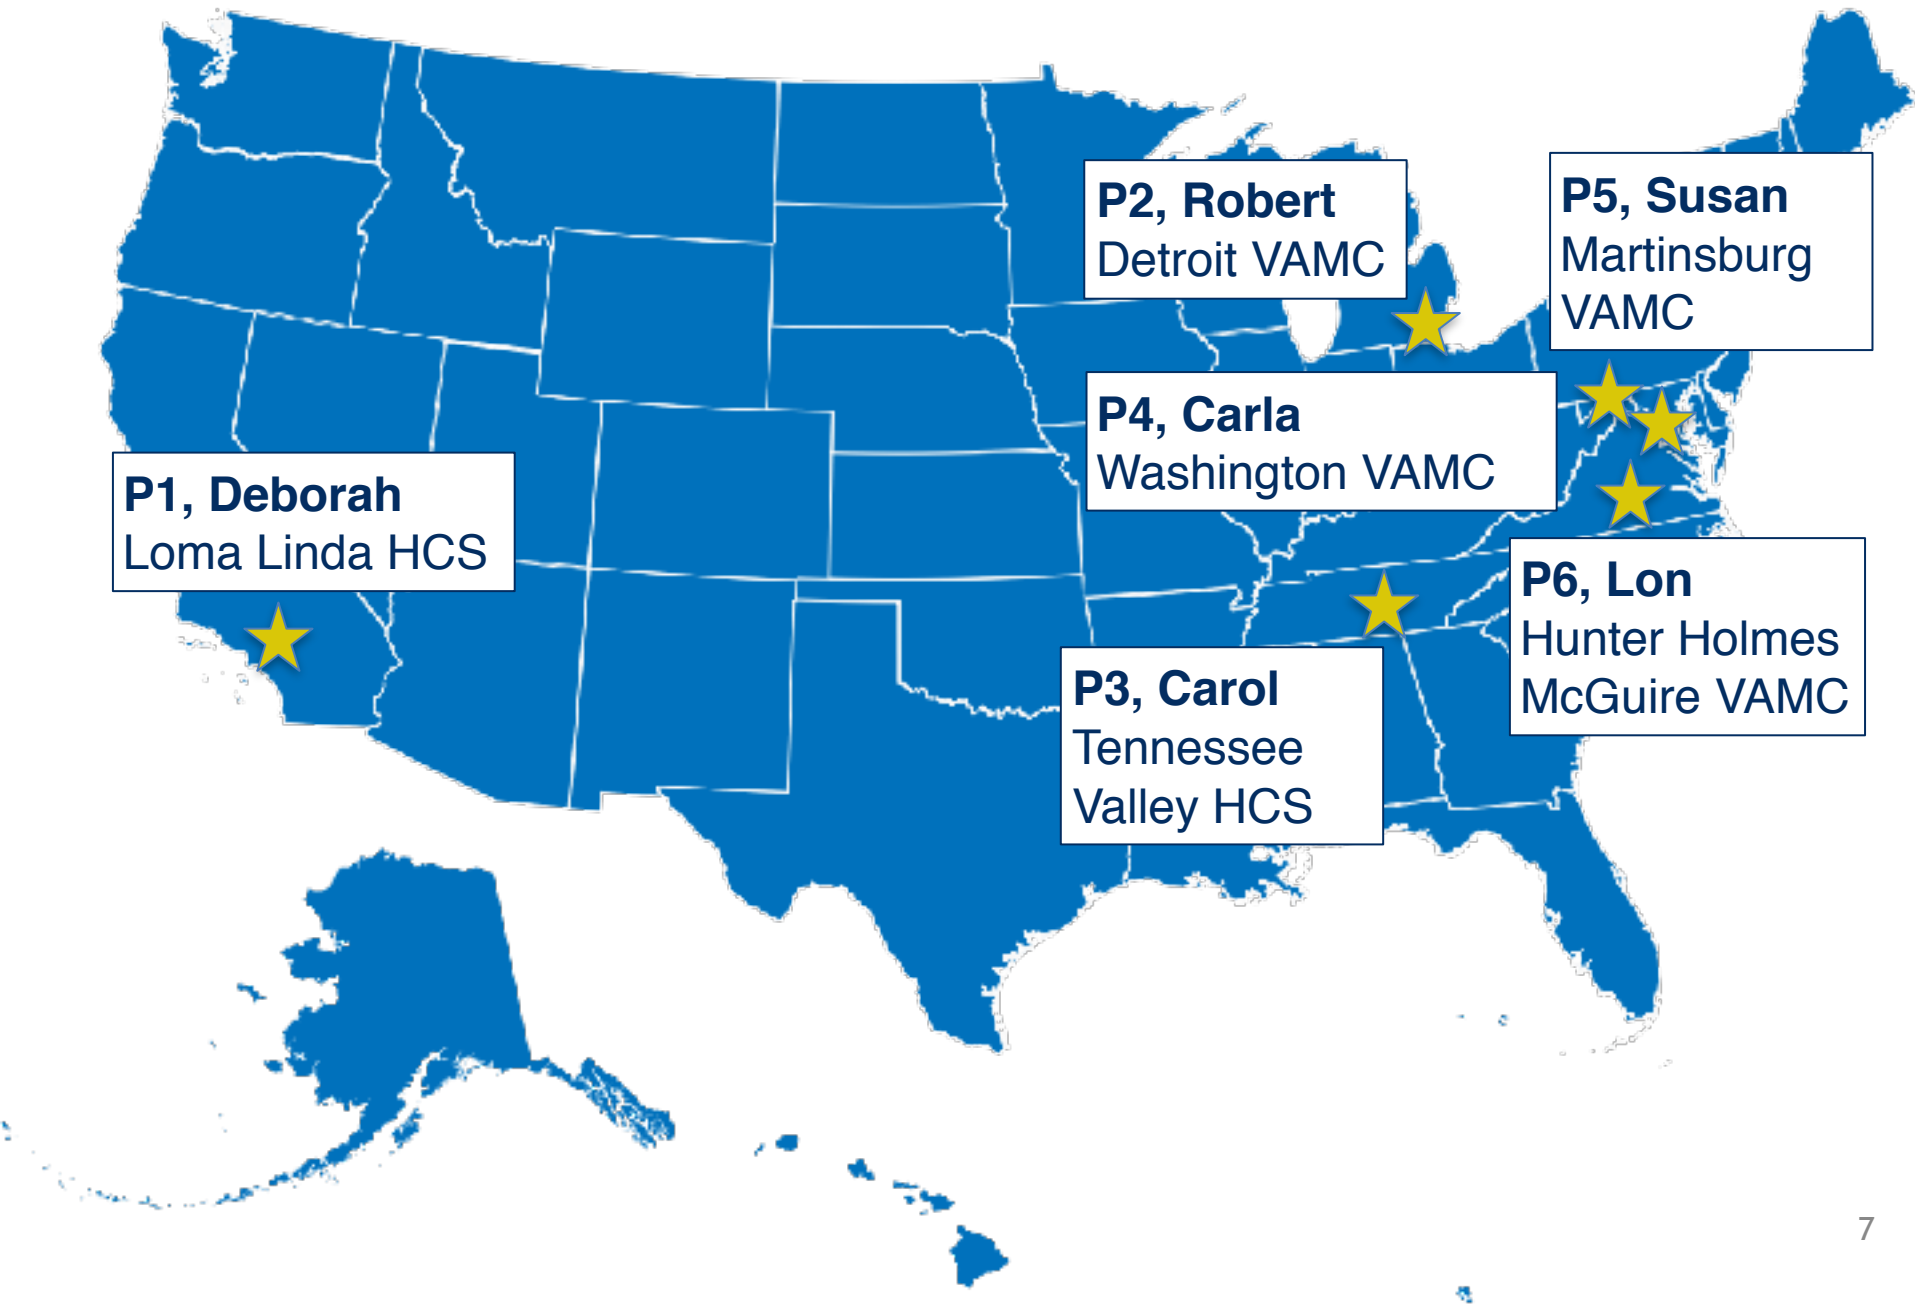 P2, Robert
Detroit VAMC
P5, Susan
Martinsburg
VAMC
P4, Carla
Washington VAMC
P1, Deborah
Loma Linda HCS
P6, Lon
Hunter Holmes
McGuire VAMC
P3, Carol
Tennessee
Valley HCS
7